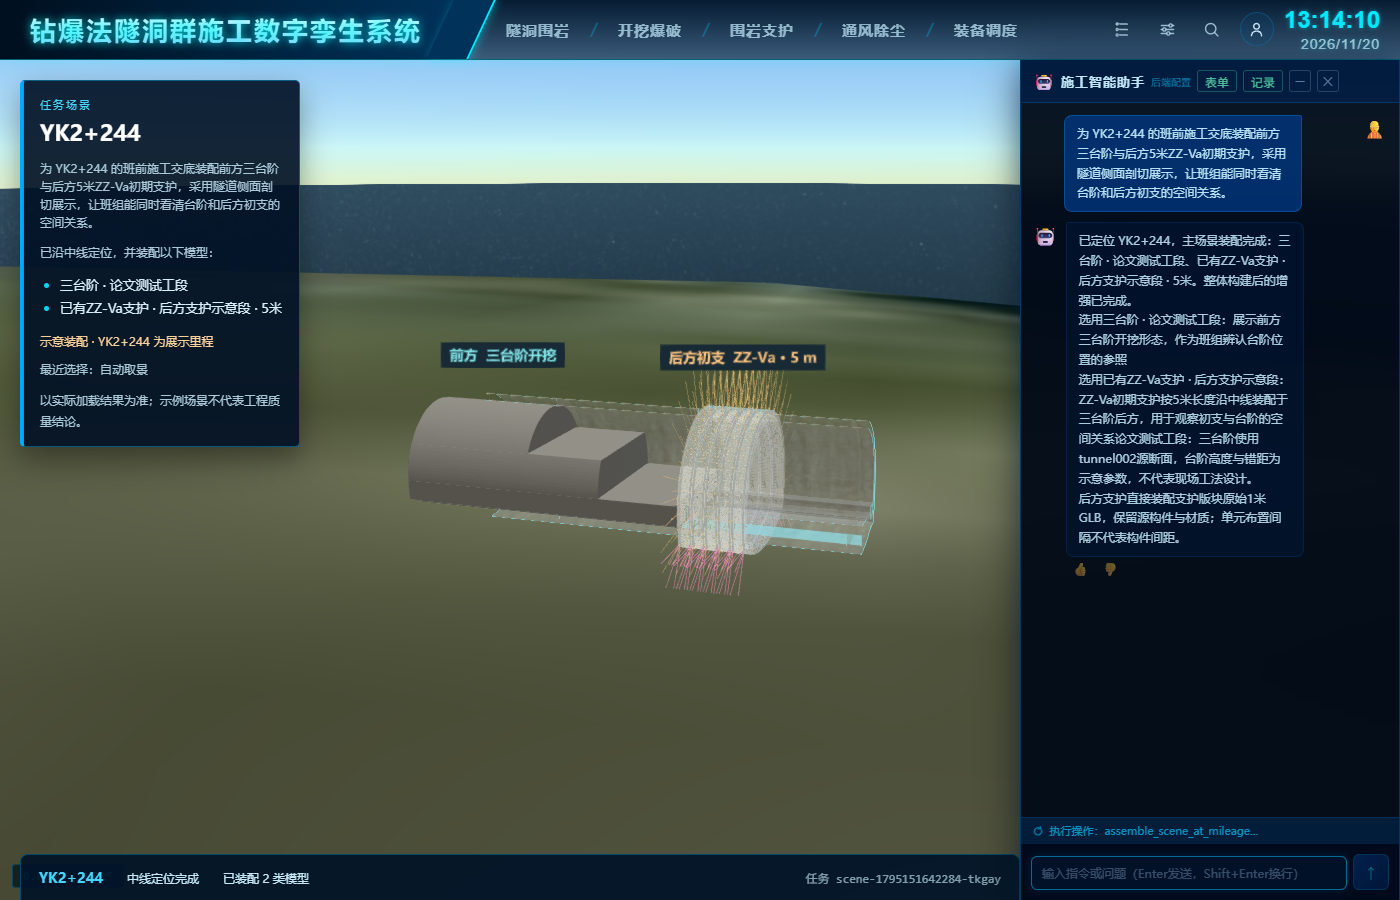 钻爆法隧洞群施工数字孪生系统
隧洞围岩 / 开挖爆破 / 围岩支护 / 通风除尘 / 装备调度
13:14:10
2026/11/20
任务场景
YK2+244
为 YK2+244 的班前施工交底装配前方三台阶
与后方5米ZZ-Va初期支护，采用隧道侧面剖
切展示，让班组能同时看清台阶和后方初支的
空间关系。
已沿中线定位，并装配以下模型：
三台阶 · 论文测试工段
已有ZZ-Va支护 · 后方支护示意段 · 5米
示意装配 · YK2+244 为展示里程
最近选择：自动取景
以实际加载结果为准；示例场景不代表工程质
量结论。
前方 三台阶开挖
后方初支 ZZ-Va · 5 m
施工智能助手 后端配置 表单 记录
为 YK2+244 的班前施工交底装配前方
三台阶与后方5米ZZ-Va初期支护，采用
隧道侧面剖切展示，让班组能同时看清
台阶和后方初支的空间关系。
已定位 YK2+244，主场景装配完成：三
台阶 · 论文测试工段、已有ZZ-Va支护 ·
后方支护示意段 · 5米。整体构建后的增
强已完成。
选用三台阶 · 论文测试工段：展示前方
三台阶开挖形态，作为班组辨认台阶位
置的参照
选用已有ZZ-Va支护 · 后方支护示意段：
ZZ-Va初期支护按5米长度沿中线装配于
三台阶后方，用于观察初支与台阶的空
间关系论文测试工段：三台阶使用
tunnel002源断面，台阶高度与错距为
示意参数，不代表现场工法设计。
后方支护直接装配支护版块原始1米
GLB，保留源构件与材质；单元布置间
隔不代表构件间距。
执行操作：assemble_scene_at_mileage...
输入指令或问题（Enter发送，Shift+Enter换行）
YK2+244 中线定位完成 已装配 2 类模型 任务 scene-1795151642284-tkgay